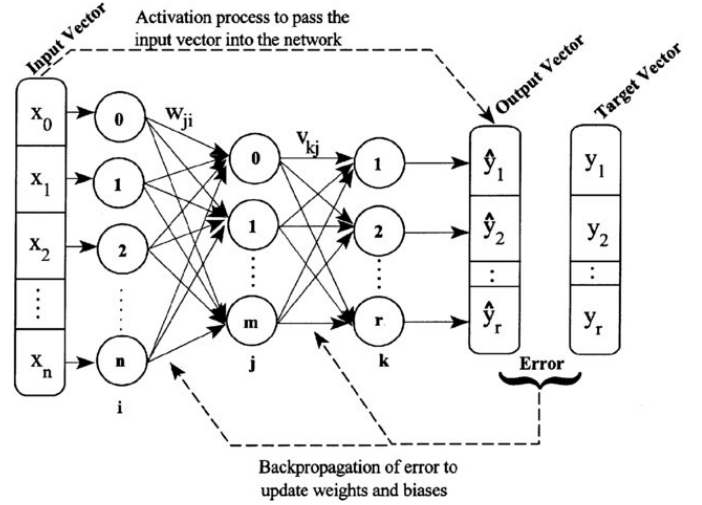 Activation process to pass the
input vector into the network
Input Vector
Output Vector
Target Vector
x₀
x₁
x₂
xₙ
0
1
2
n
i
wⱼᵢ
0
1
m
j
vₖⱼ
1
2
r
k
ŷ₁
ŷ₂
:
ŷᵣ
y₁
y₂
:
yᵣ
Error
Backpropagation of error to
update weights and biases